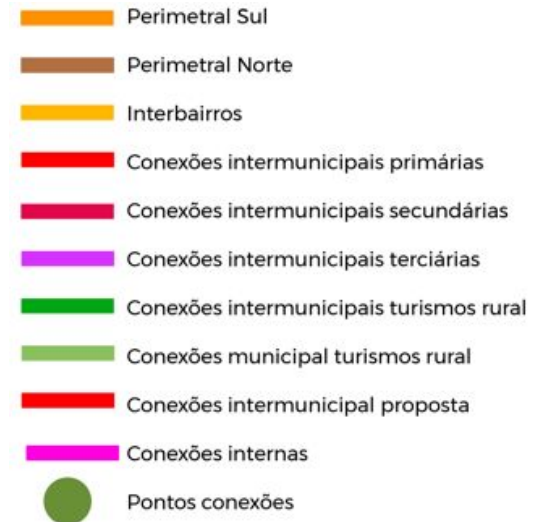 Perimetral Sul
Perimetral Norte
Interbairros
Conexões intermunicipais primárias
Conexões intermunicipais secundárias
Conexões intermunicipais terciárias
Conexões intermunicipais turismos rural
Conexões municipal turismos rural
Conexões intermunicipal proposta
Conexões internas
Pontos conexões